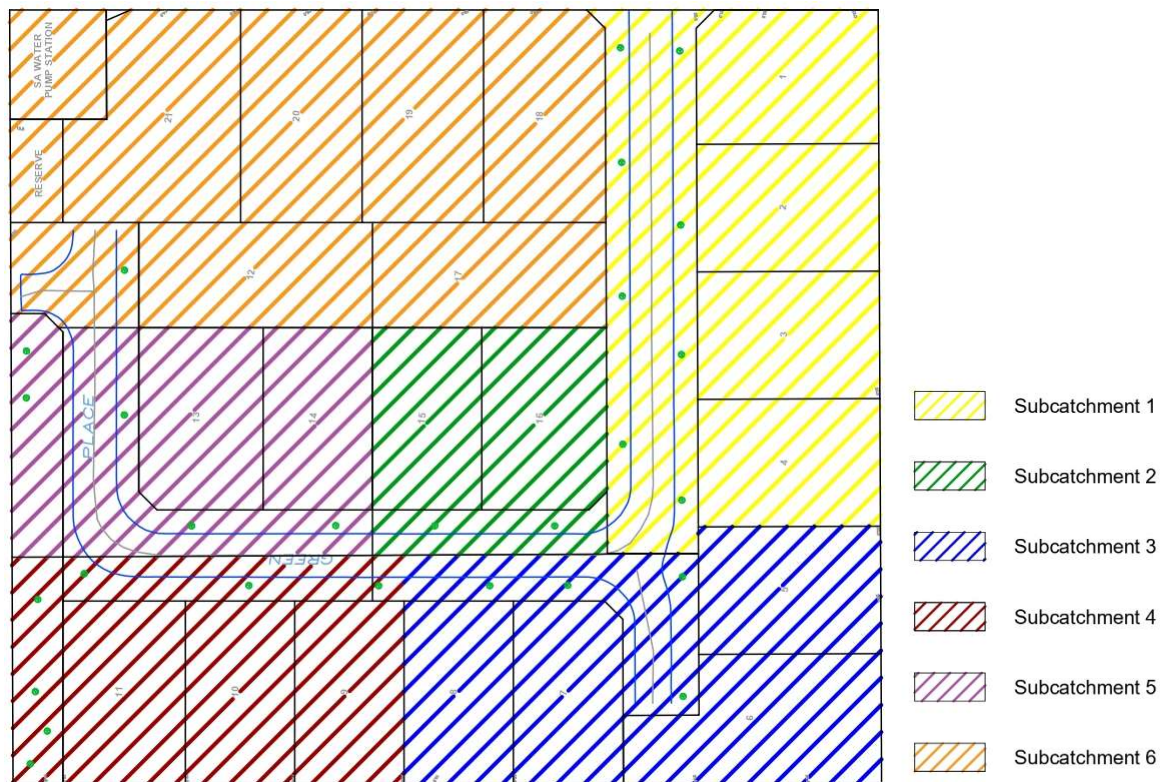 SA WATER
PUMP STATION
21
20
19
18
1
RESERVE
2
12
17
3
13
14
15
16
PLACE
4
GREEN
5
11
10
9
8
7
6
Subcatchment 1
Subcatchment 2
Subcatchment 3
Subcatchment 4
Subcatchment 5
Subcatchment 6